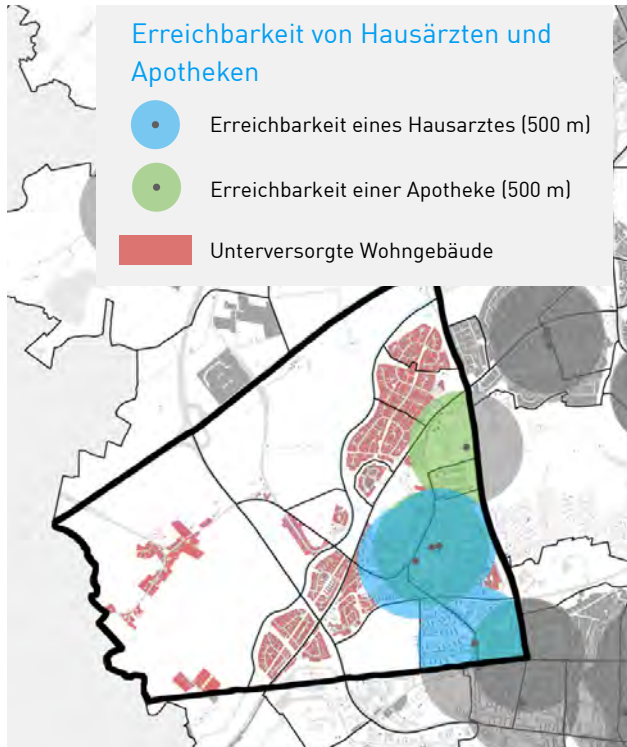 Erreichbarkeit von Hausärzten und
Apotheken
Erreichbarkeit eines Hausarztes (500 m)
Erreichbarkeit einer Apotheke (500 m)
Unterversorgte Wohngebäude